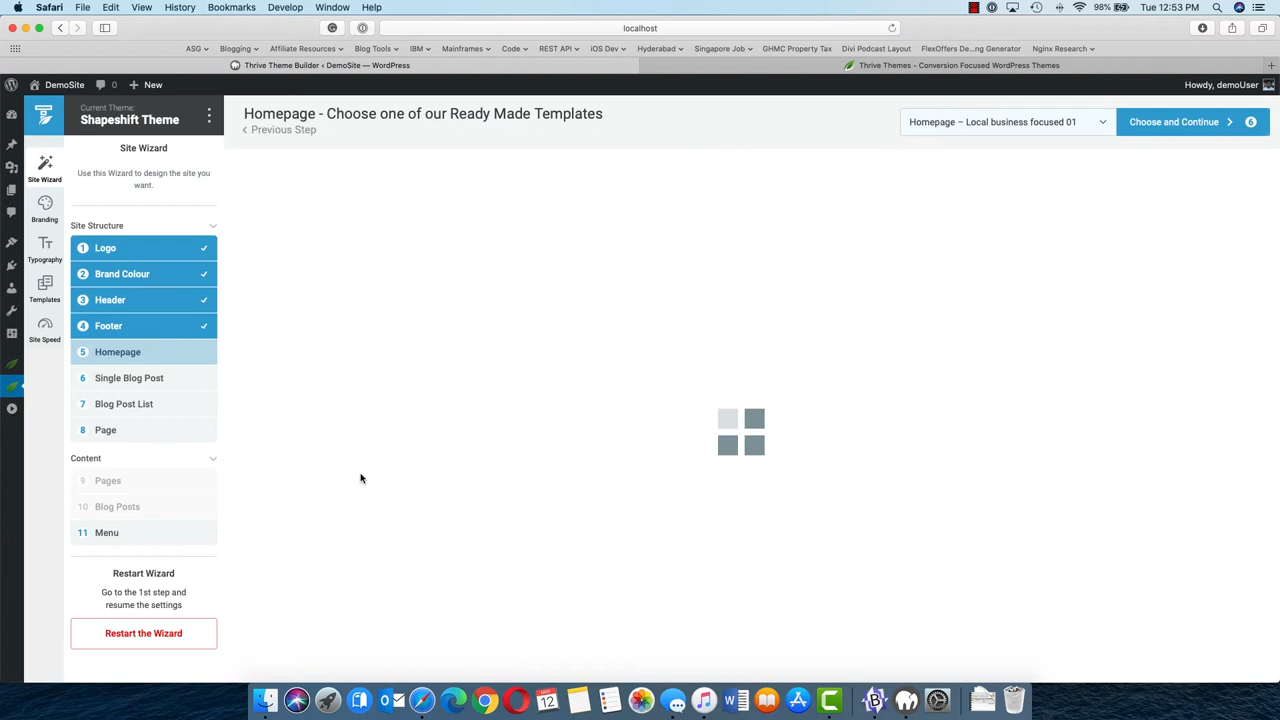 Safari File Edit View History Bookmarks Develop Window Help 98% Tue 12:53 PM
localhost
ASG Blogging Affiliate Resources Blog Tools IBM Mainframes Code REST API iOS Dev Hyderabad Singapore Job GHMC Property Tax Divi Podcast Layout FlexOffers De...ng Generator Nginx Research
Thrive Theme Builder ‹ DemoSite — WordPress
Thrive Themes - Conversion Focused WordPress Themes
DemoSite 0 New Howdy, demoUser
Current Theme:
Shapeshift Theme
Homepage - Choose one of our Ready Made Templates
Previous Step
Homepage – Local business focused 01
Choose and Continue 6
Site Wizard
Branding
Typography
Templates
Site Speed
Site Wizard
Use this Wizard to design the site you
want.
Site Structure
1 Logo
2 Brand Colour
3 Header
4 Footer
5 Homepage
6 Single Blog Post
7 Blog Post List
8 Page
Content
9 Pages
10 Blog Posts
11 Menu
Restart Wizard
Go to the 1st step and
resume the settings
Restart the Wizard
MAY
12